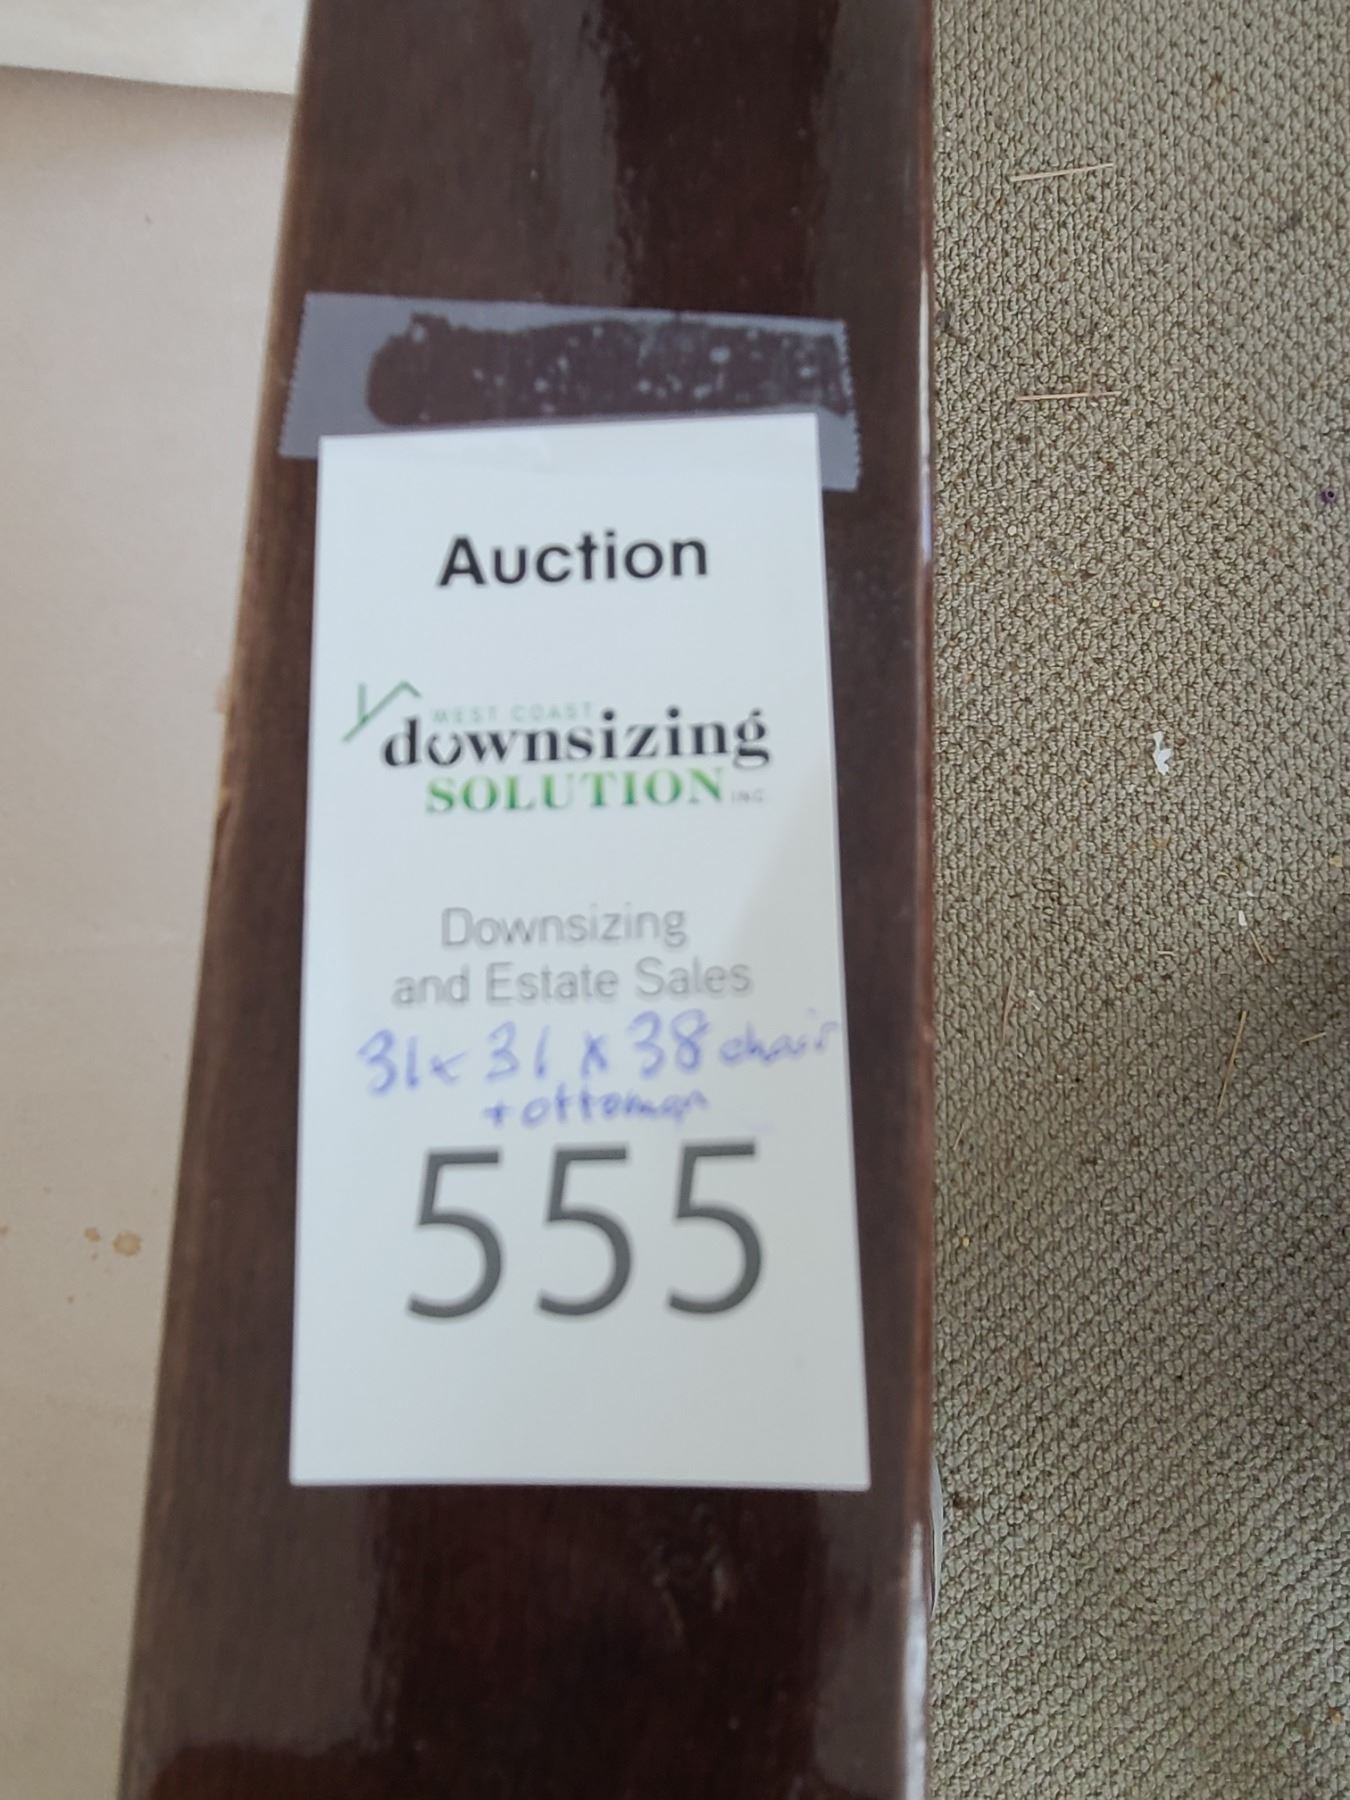 Auction
WEST COAST
downsizing
SOLUTION INC.
Downsizing
and Estate Sales
31 x 31 x 38 chair
+ ottoman
555